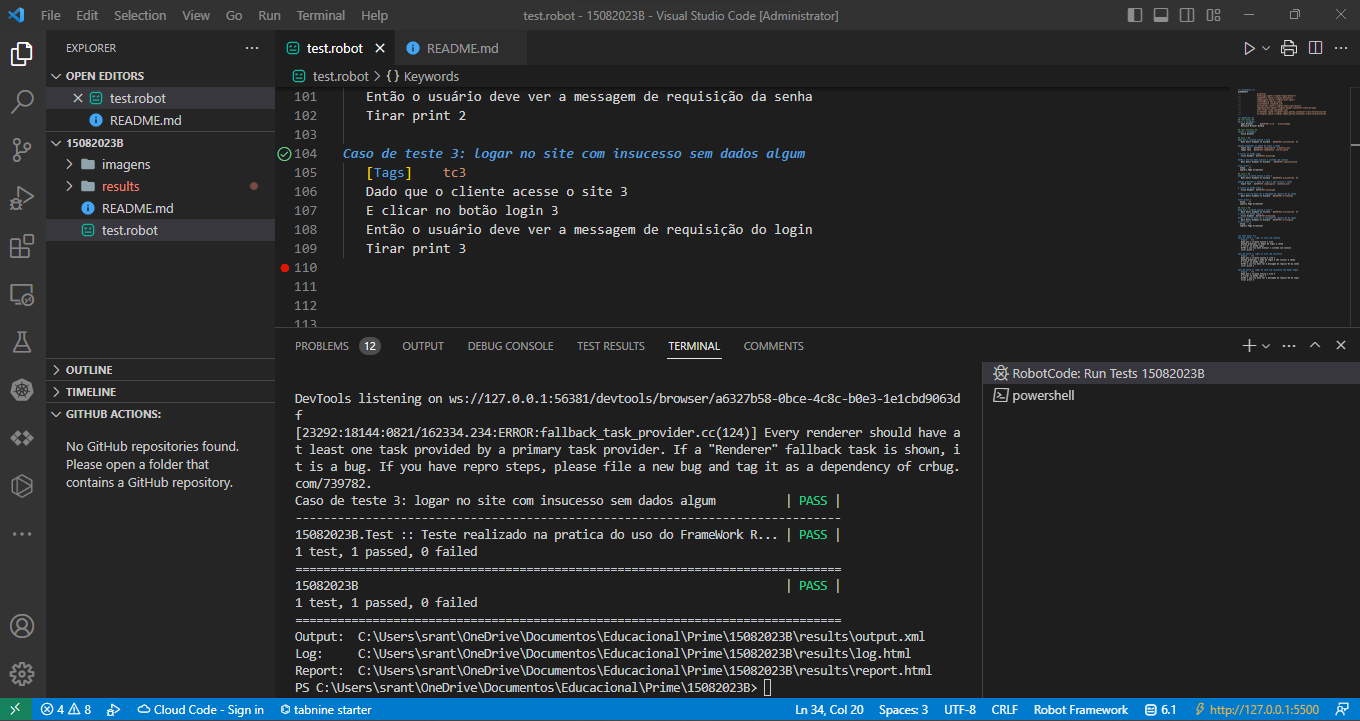 File Edit Selection View Go Run Terminal Help
test.robot - 15082023B - Visual Studio Code [Administrator]
EXPLORER
OPEN EDITORS
test.robot
README.md
15082023B
imagens
results
README.md
test.robot
OUTLINE
TIMELINE
GITHUB ACTIONS:
No GitHub repositories found.
Please open a folder that
contains a GitHub repository.
test.robot
README.md
test.robot > {} Keywords
101 Então o usuário deve ver a messagem de requisição da senha
102 Tirar print 2
103
104 Caso de teste 3: logar no site com insucesso sem dados algum
105 [Tags] tc3
106 Dado que o cliente acesse o site 3
107 E clicar no botão login 3
108 Então o usuário deve ver a messagem de requisição do login
109 Tirar print 3
110
111
112
113
PROBLEMS 12 OUTPUT DEBUG CONSOLE TEST RESULTS TERMINAL COMMENTS
DevTools listening on ws://127.0.0.1:56381/devtools/browser/a6327b58-0bce-4c8c-b0e3-1e1cbd9063d
f
[23292:18144:0821/162334.234:ERROR:fallback_task_provider.cc(124)] Every renderer should have a
t least one task provided by a primary task provider. If a "Renderer" fallback task is shown, i
t is a bug. If you have repro steps, please file a new bug and tag it as a dependency of crbug.
com/739782.
Caso de teste 3: logar no site com insucesso sem dados algum | PASS |
------------------------------------------------------------------------------
15082023B.Test :: Teste realizado na pratica do uso do FrameWork R... | PASS |
1 test, 1 passed, 0 failed
==============================================================================
15082023B | PASS |
1 test, 1 passed, 0 failed
==============================================================================
Output: C:\Users\srant\OneDrive\Documentos\Educacional\Prime\15082023B\results\output.xml
Log: C:\Users\srant\OneDrive\Documentos\Educacional\Prime\15082023B\results\log.html
Report: C:\Users\srant\OneDrive\Documentos\Educacional\Prime\15082023B\results\report.html
PS C:\Users\srant\OneDrive\Documentos\Educacional\Prime\15082023B>
RobotCode: Run Tests 15082023B
powershell
4 8 Cloud Code - Sign in tabnine starter
Ln 34, Col 20 Spaces: 3 UTF-8 CRLF Robot Framework 6.1 http://127.0.0.1:5500